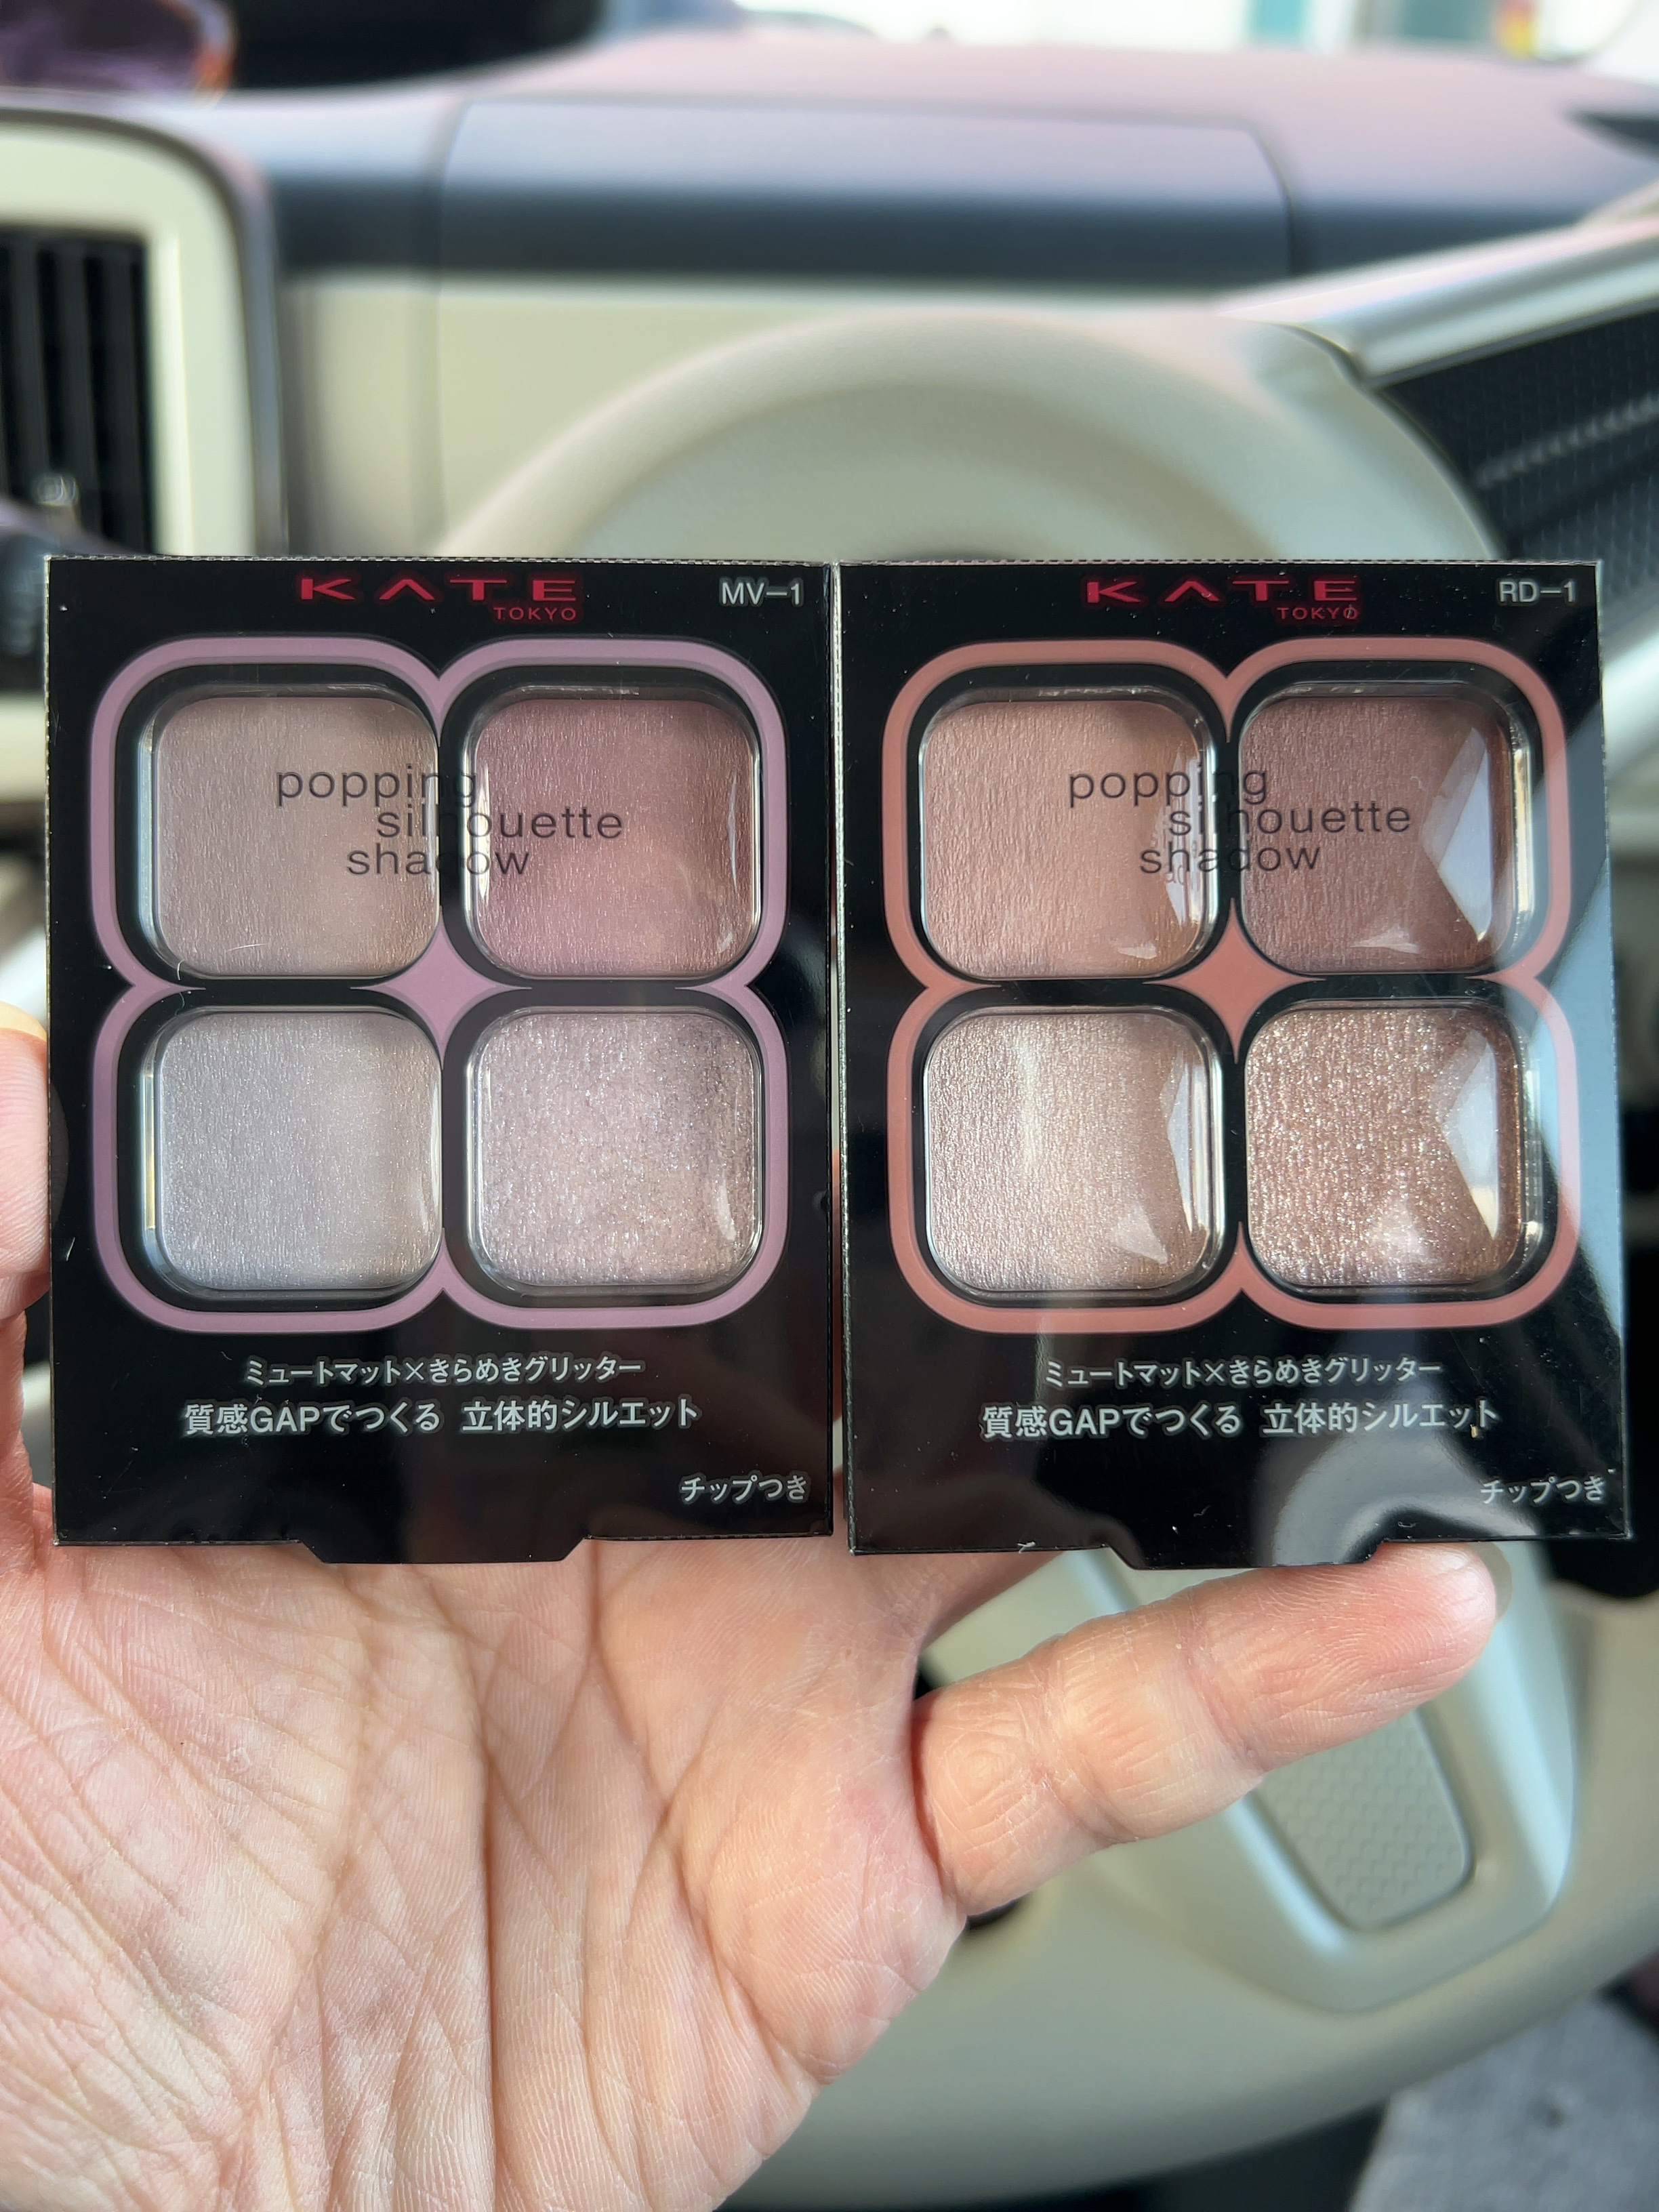 KATE
TOKYO
MV-1
popping
silhouette
shadow
ミュートマット×きらめきグリッター
質感GAPでつくる 立体的シルエット
チップつき
KATE
TOKYO
RD-1
popping
silhouette
shadow
ミュートマット×きらめきグリッター
質感GAPでつくる 立体的シルエット
チップつき